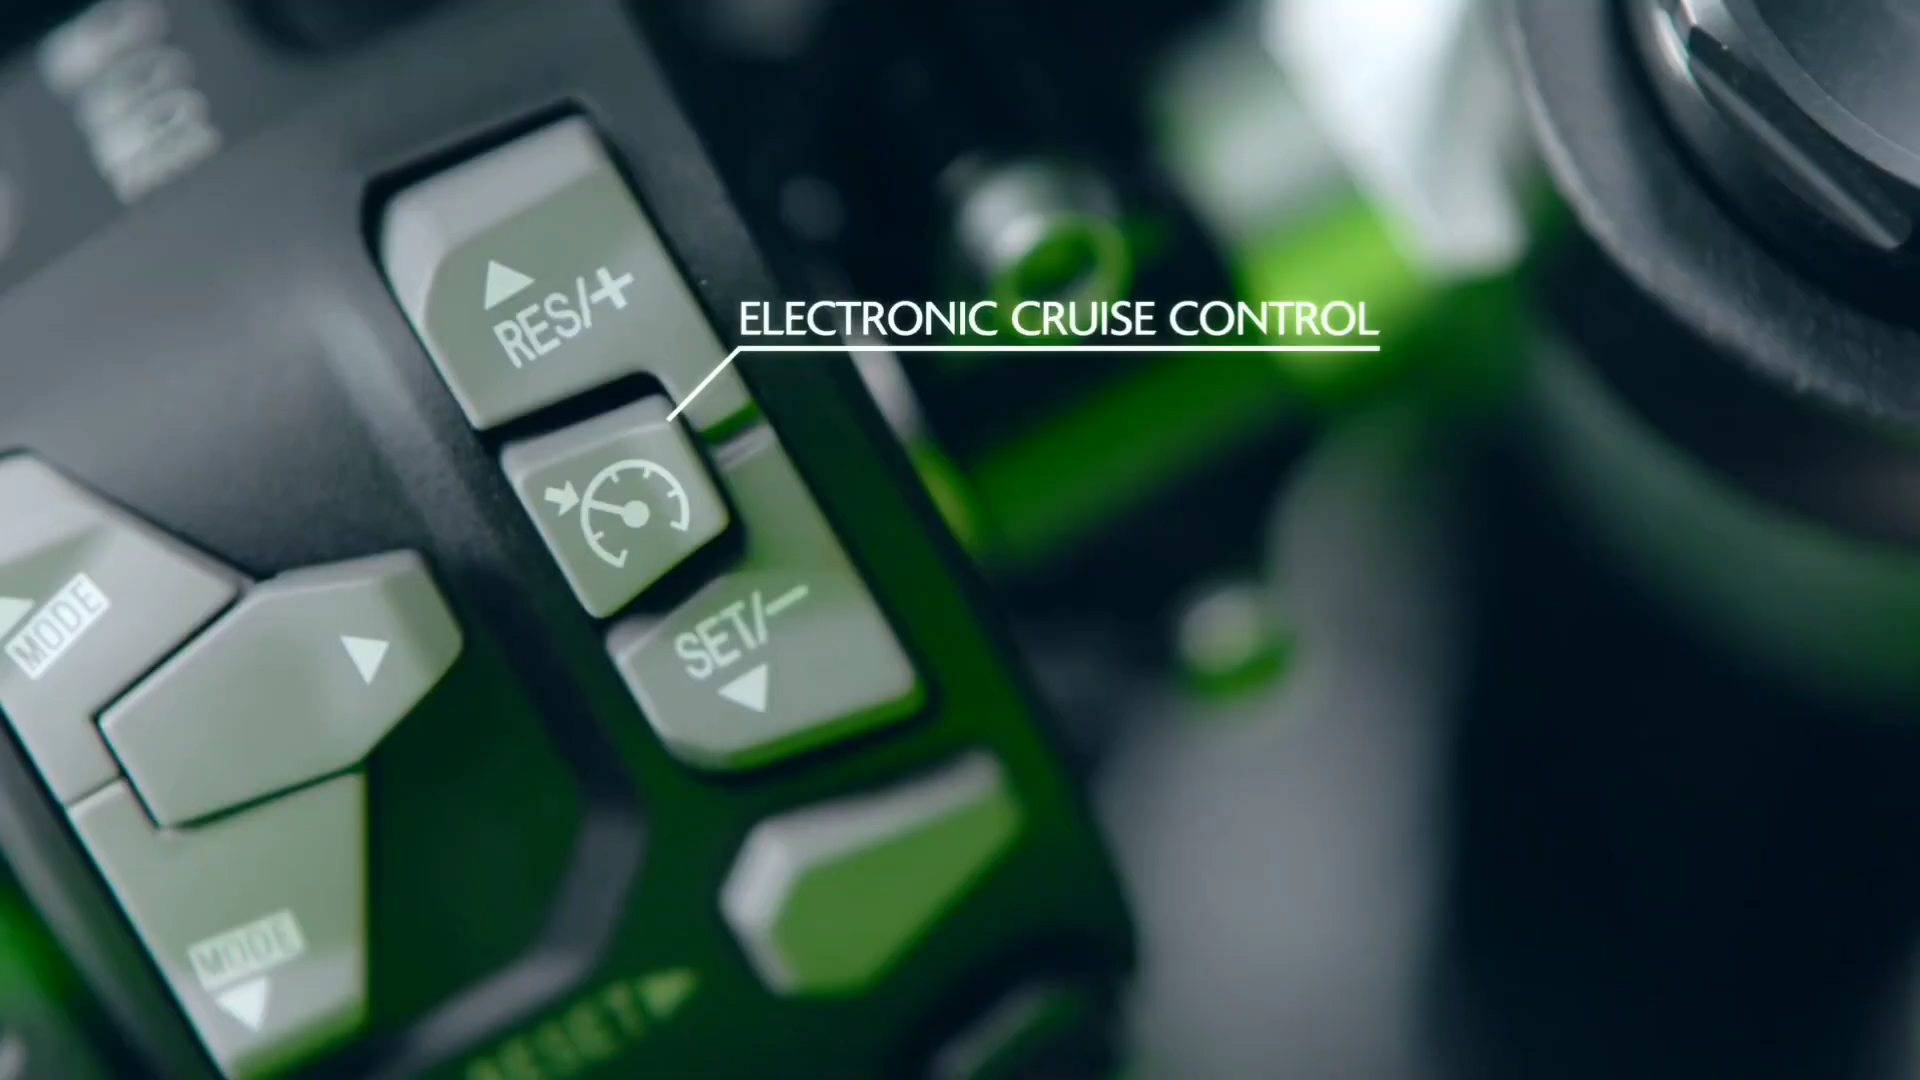 RES/+
ELECTRONIC CRUISE CONTROL
MODE
SET/−
MODE
RESET